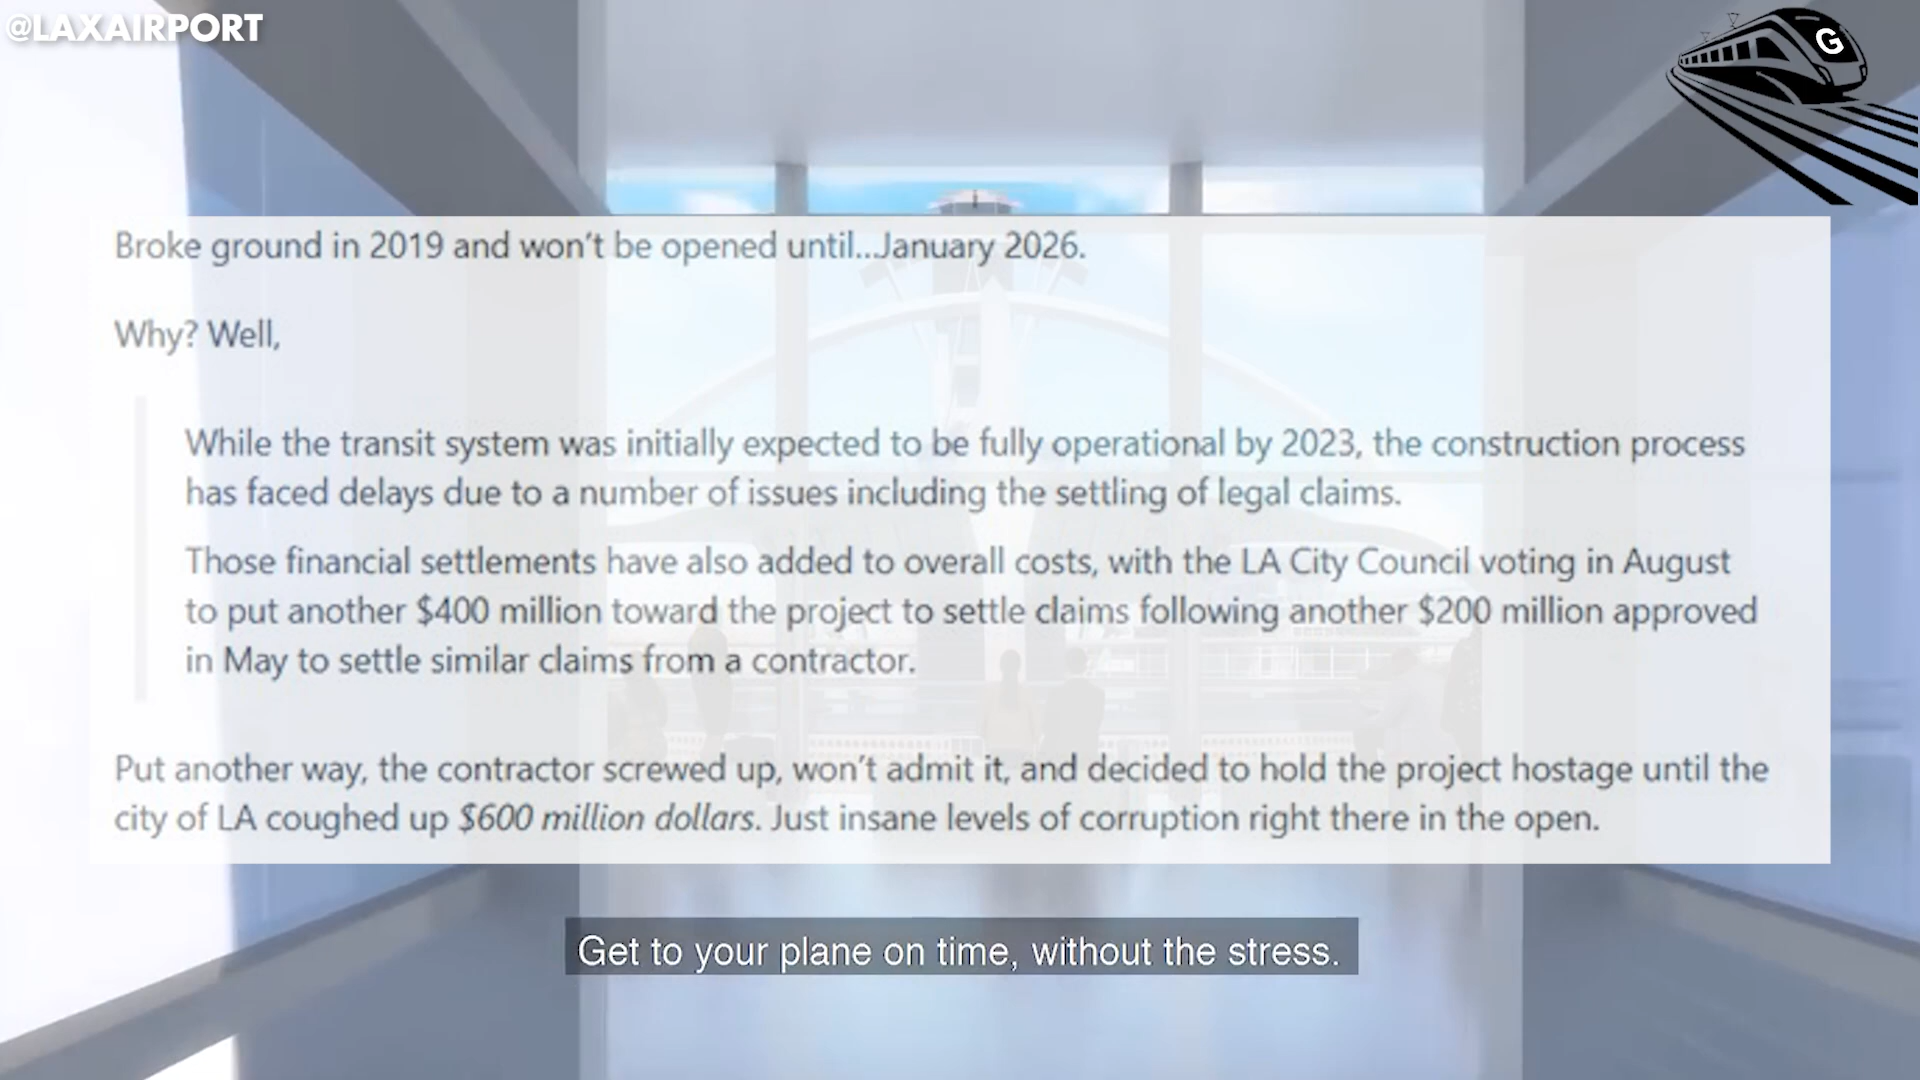 @LAXAIRPORT
G
Broke ground in 2019 and won't be opened until...January 2026.
Why? Well,
While the transit system was initially expected to be fully operational by 2023, the construction process
has faced delays due to a number of issues including the settling of legal claims.
Those financial settlements have also added to overall costs, with the LA City Council voting in August
to put another $400 million toward the project to settle claims following another $200 million approved
in May to settle similar claims from a contractor.
Put another way, the contractor screwed up, won't admit it, and decided to hold the project hostage until the
city of LA coughed up $600 million dollars. Just insane levels of corruption right there in the open.
Get to your plane on time, without the stress.